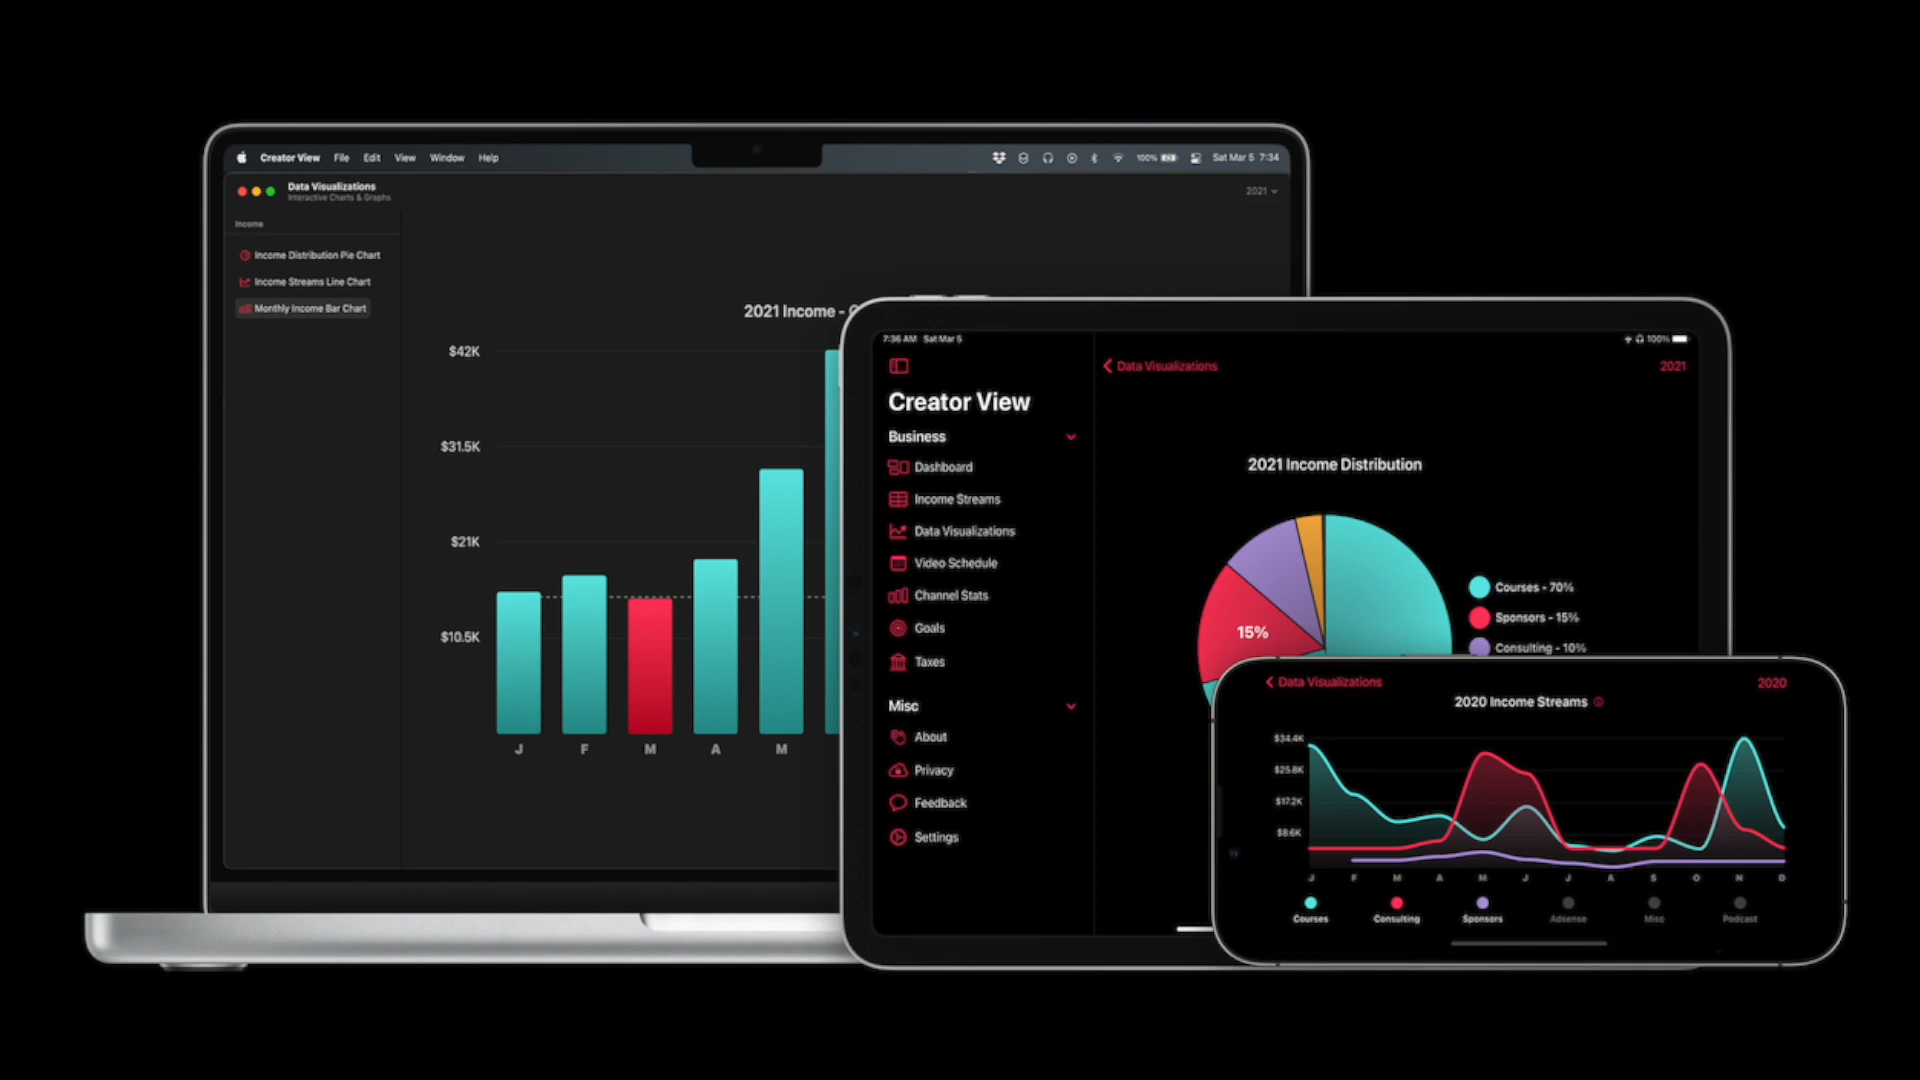 Creator View File Edit View Window Help 100% Sat Mar 5 7:34
Data Visualizations
Interactive Charts & Graphs
2021
Income
Income Distribution Pie Chart
Income Streams Line Chart
Monthly Income Bar Chart
2021 Income -
$42K
$31.5K
$21K
$10.5K
J F M A M
7:36 AM Sat Mar 5
100%
Data Visualizations
2021
Creator View
Business
Dashboard
Income Streams
Data Visualizations
Video Schedule
Channel Stats
Goals
Taxes
Misc
About
Privacy
Feedback
Settings
2021 Income Distribution
15%
Courses - 70%
Sponsors - 15%
Consulting - 10%
Data Visualizations
2020
2020 Income Streams
$34.4K
$25.8K
$17.2K
$8.6K
J F M A M J J A S O N D
Courses Consulting Sponsors Adsense Misc Podcast